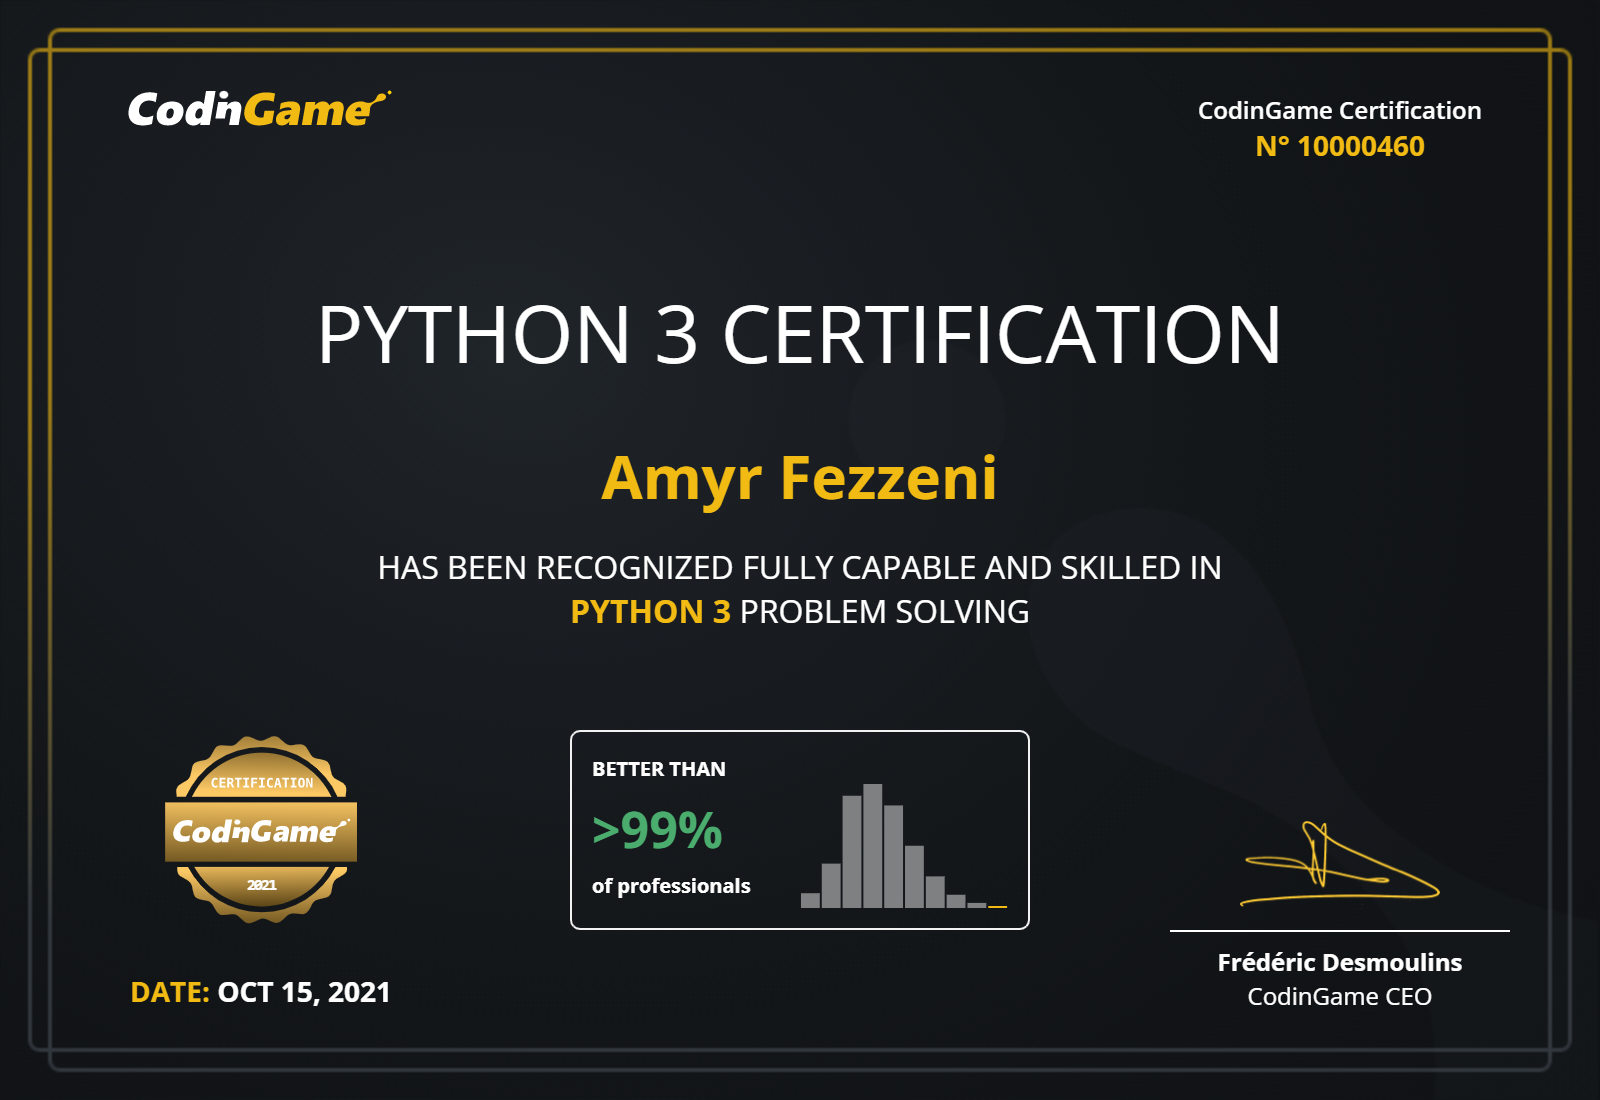 CodinGame
CodinGame Certification
N° 10000460
PYTHON 3 CERTIFICATION
Amyr Fezzeni
HAS BEEN RECOGNIZED FULLY CAPABLE AND SKILLED IN
PYTHON 3 PROBLEM SOLVING
CERTIFICATION
CodinGame
2021
BETTER THAN
>99%
of professionals
DATE: OCT 15, 2021
Frédéric Desmoulins
CodinGame CEO